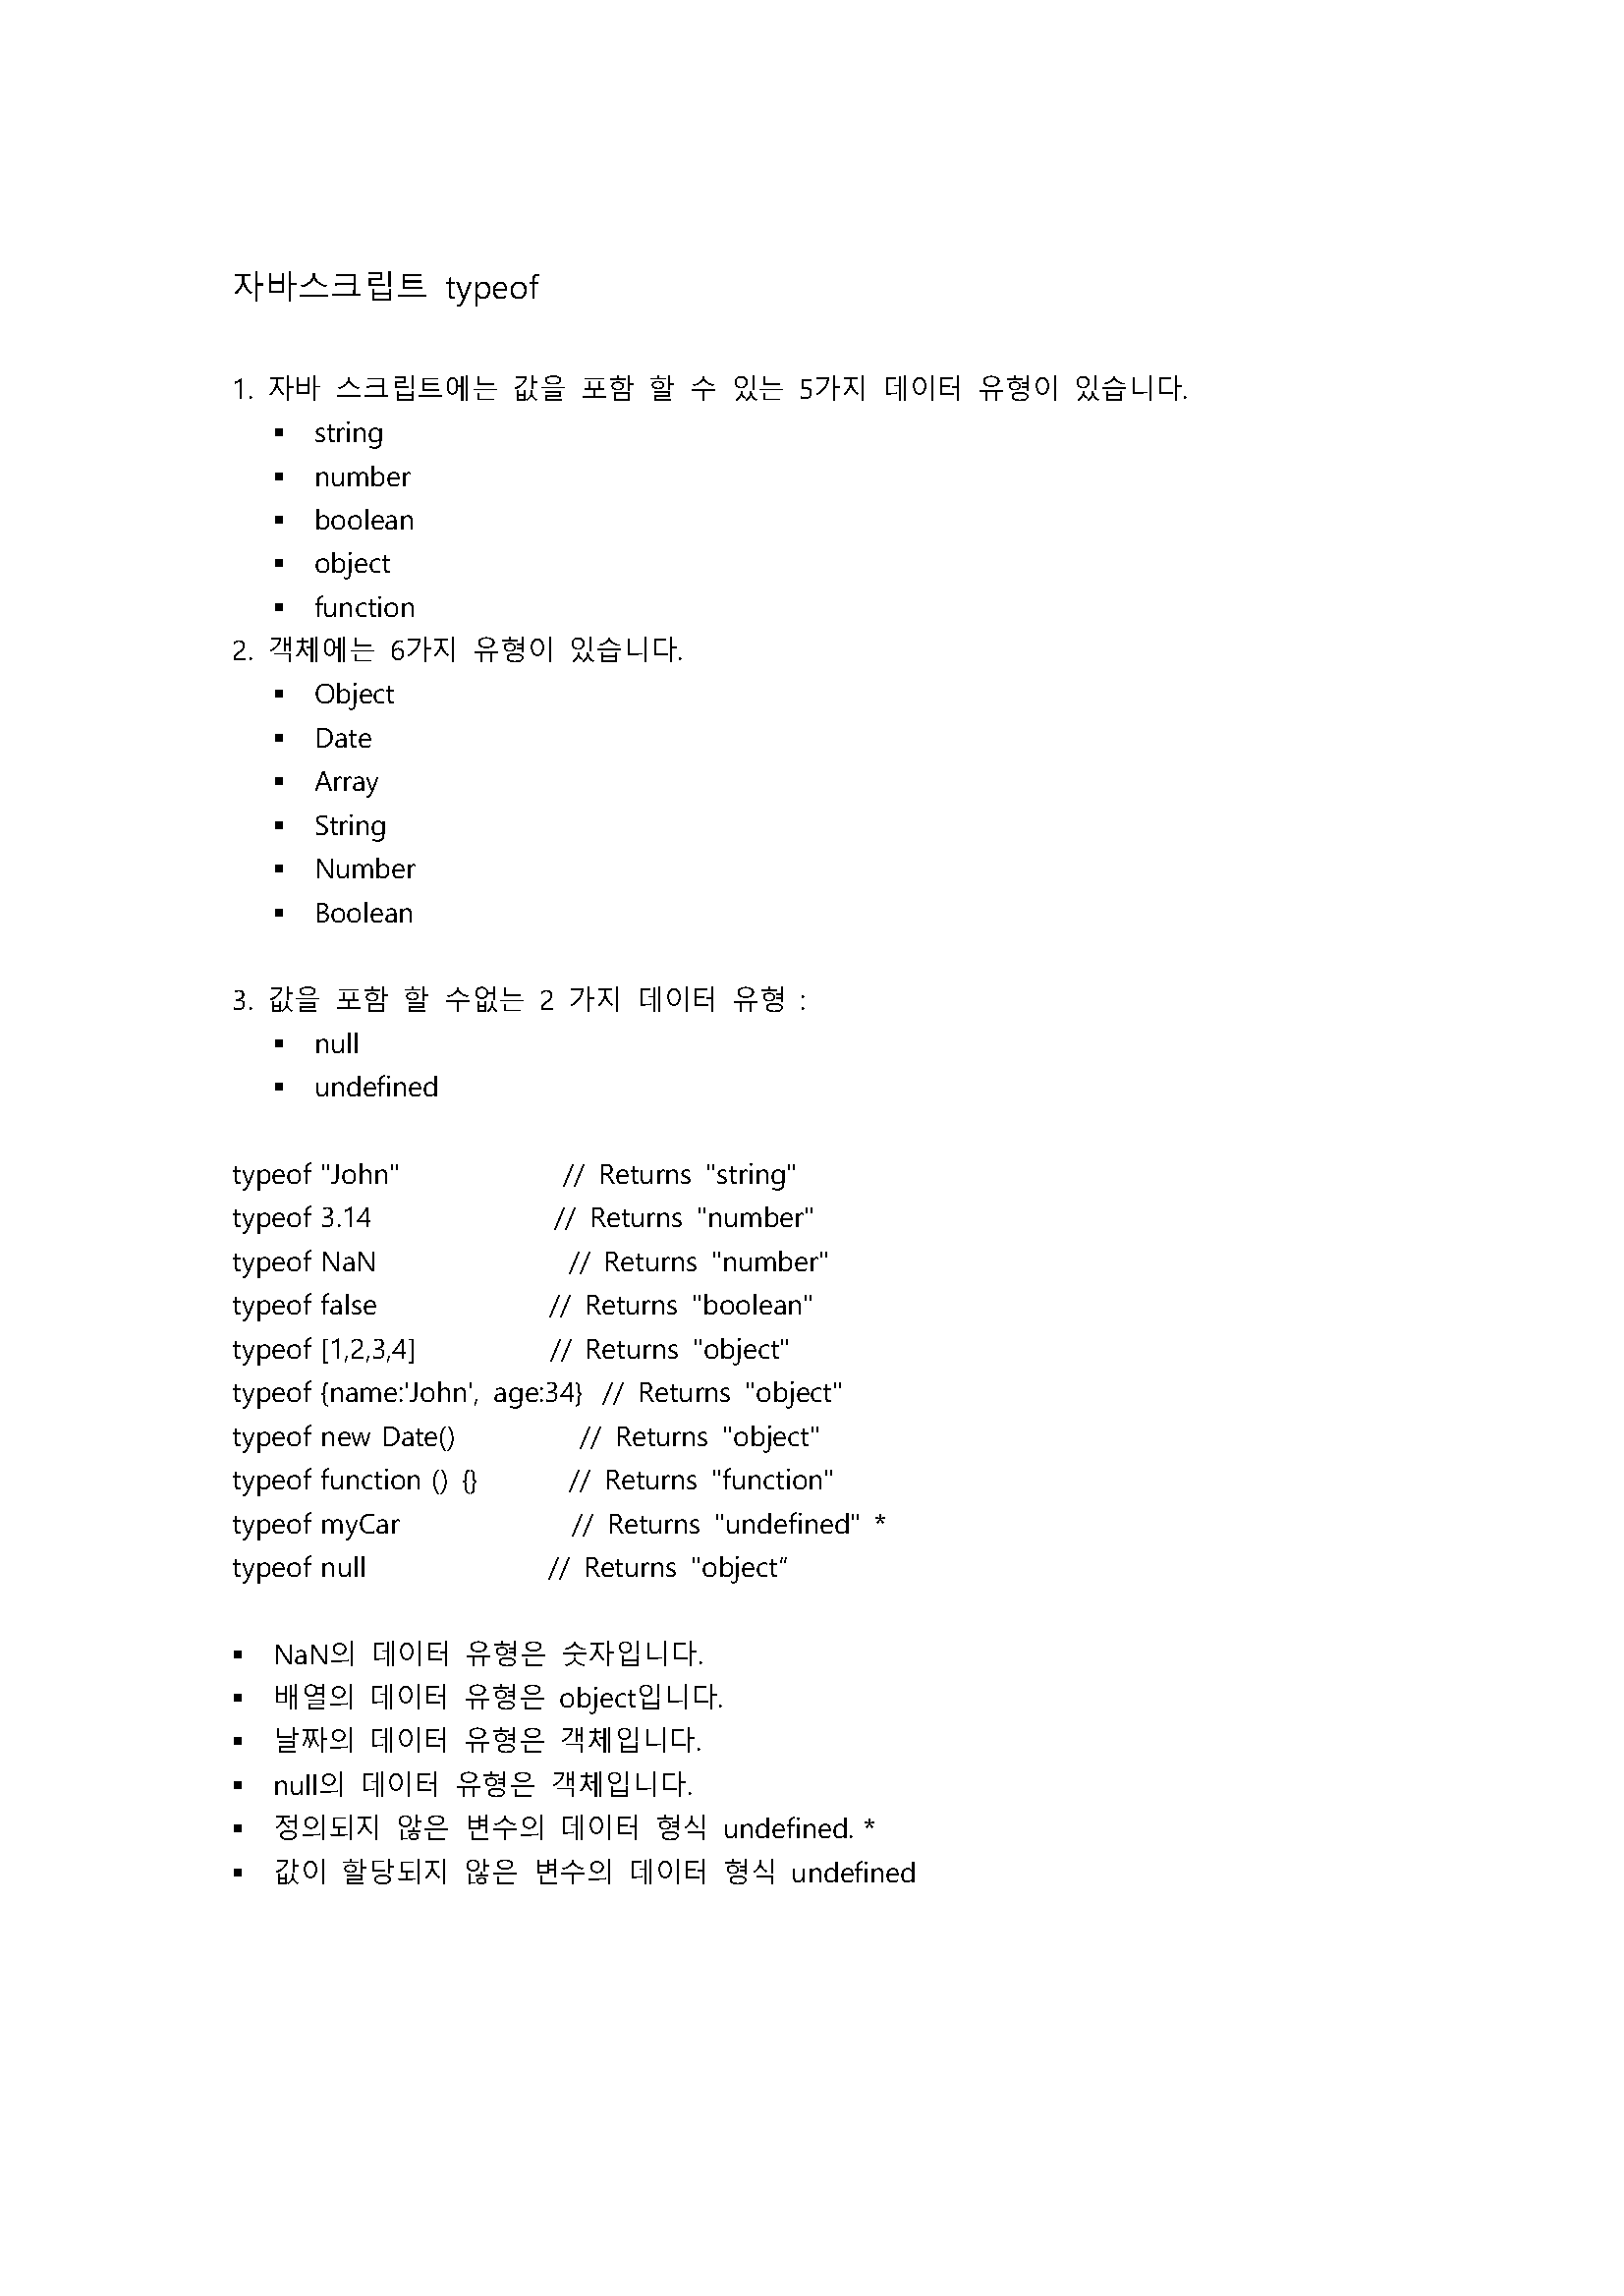 자바스크립트 typeof
1. 자바 스크립트에는 값을 포함 할 수 있는 5가지 데이터 유형이 있습니다.
▪ string
▪ number
▪ boolean
▪ object
▪ function
2. 객체에는 6가지 유형이 있습니다.
▪ Object
▪ Date
▪ Array
▪ String
▪ Number
▪ Boolean
3. 값을 포함 할 수없는 2 가지 데이터 유형 :
▪ null
▪ undefined
typeof "John" // Returns "string"
typeof 3.14 // Returns "number"
typeof NaN // Returns "number"
typeof false // Returns "boolean"
typeof [1,2,3,4] // Returns "object"
typeof {name:'John', age:34} // Returns "object"
typeof new Date() // Returns "object"
typeof function () {} // Returns "function"
typeof myCar // Returns "undefined" *
typeof null // Returns "object“
▪ NaN의 데이터 유형은 숫자입니다.
▪ 배열의 데이터 유형은 object입니다.
▪ 날짜의 데이터 유형은 객체입니다.
▪ null의 데이터 유형은 객체입니다.
▪ 정의되지 않은 변수의 데이터 형식 undefined. *
▪ 값이 할당되지 않은 변수의 데이터 형식 undefined